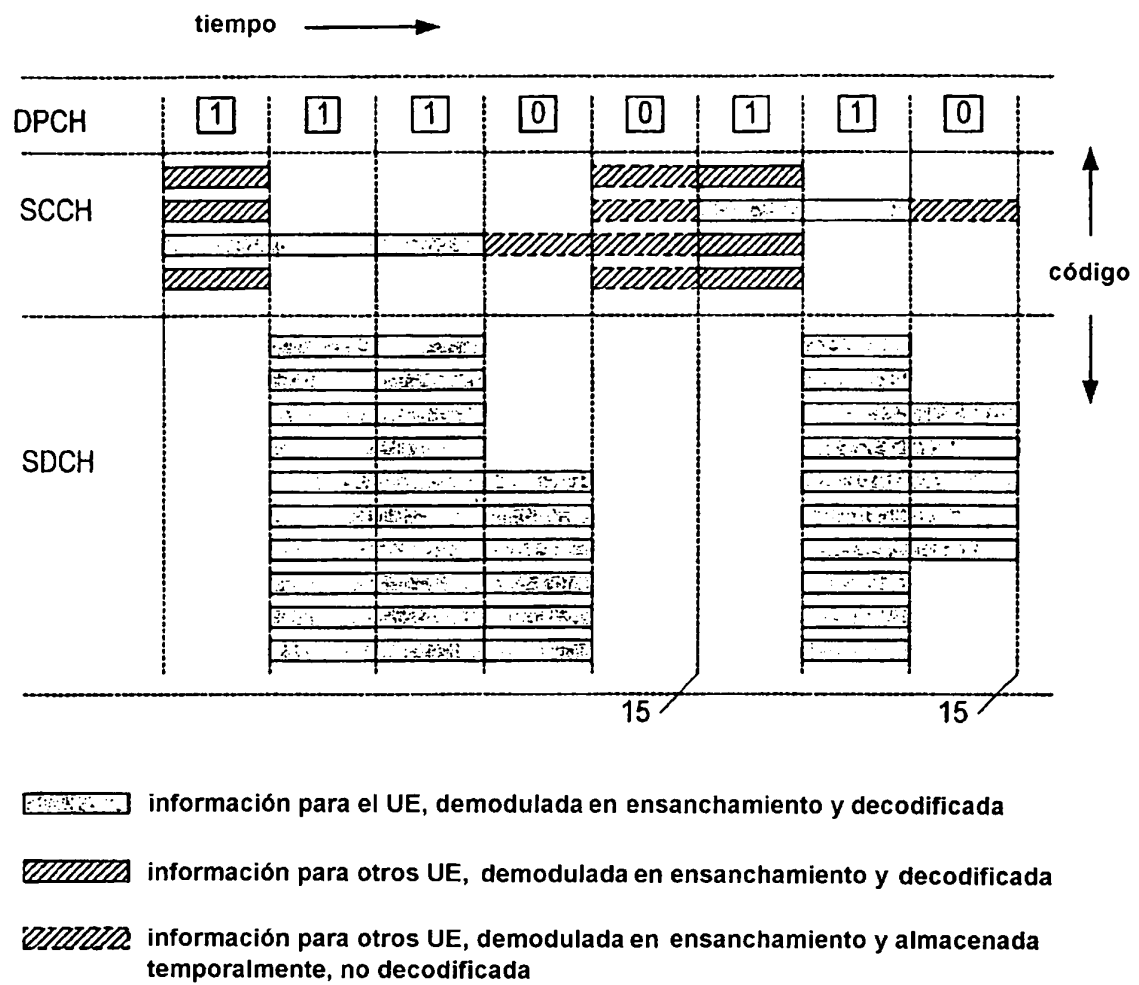 tiempo
DPCH 1 1 1 0 0 1 1 0
SCCH
código
SDCH
15 15
información para el UE, demodulada en ensanchamiento y decodificada
información para otros UE, demodulada en ensanchamiento y decodificada
información para otros UE, demodulada en ensanchamiento y almacenada
temporalmente, no decodificada